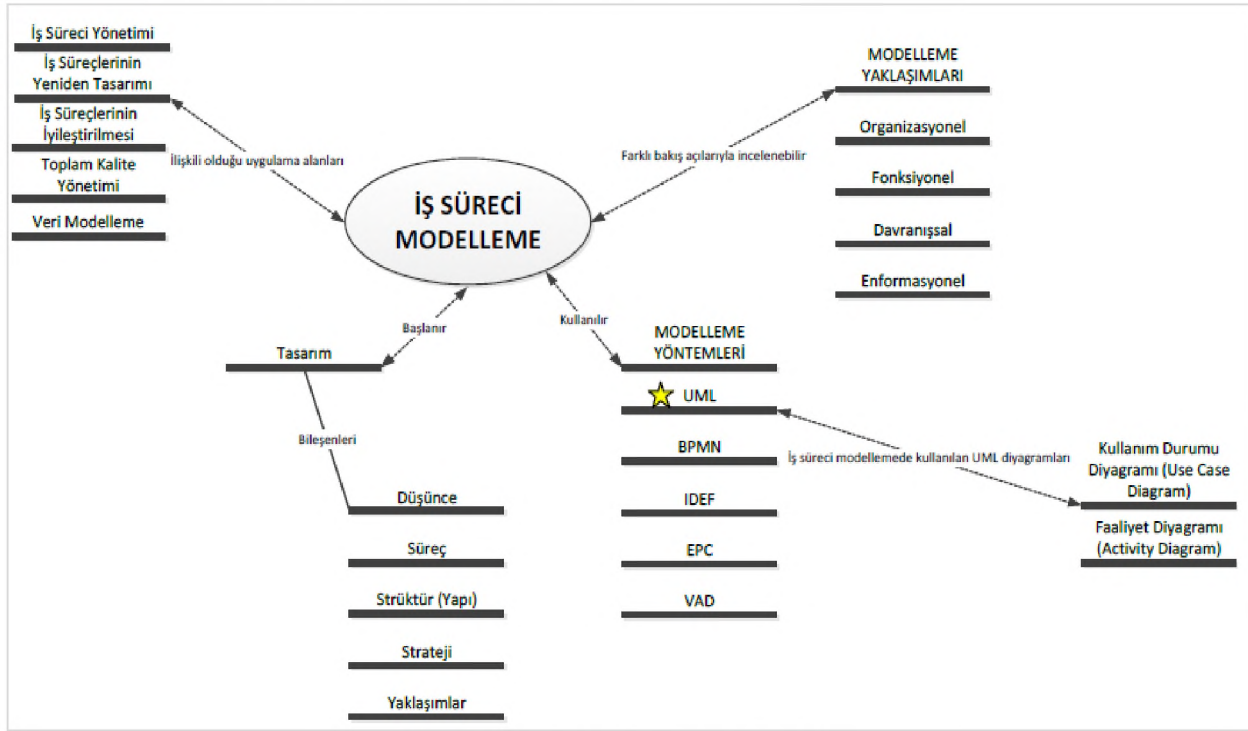 İş Süreci Yönetimi
İş Süreçlerinin
Yeniden Tasarımı
İş Süreçlerinin
İyileştirilmesi
Toplam Kalite
Yönetimi
Veri Modelleme
İlişkili olduğu uygulama alanları
İŞ SÜRECİ
MODELLEME
Farklı bakış açılarıyla incelenebilir
MODELLEME
YAKLAŞIMLARI
Organizasyonel
Fonksiyonel
Davranışsal
Enformasyonel
Başlanır
Tasarım
Bileşenleri
Düşünce
Süreç
Strüktür (Yapı)
Strateji
Yaklaşımlar
Kullanılır
MODELLEME
YÖNTEMLERİ
UML
BPMN
IDEF
EPC
VAD
İş süreci modellemede kullanılan UML diyagramları
Kullanım Durumu
Diyagramı (Use Case
Diagram)
Faaliyet Diyagramı
(Activity Diagram)